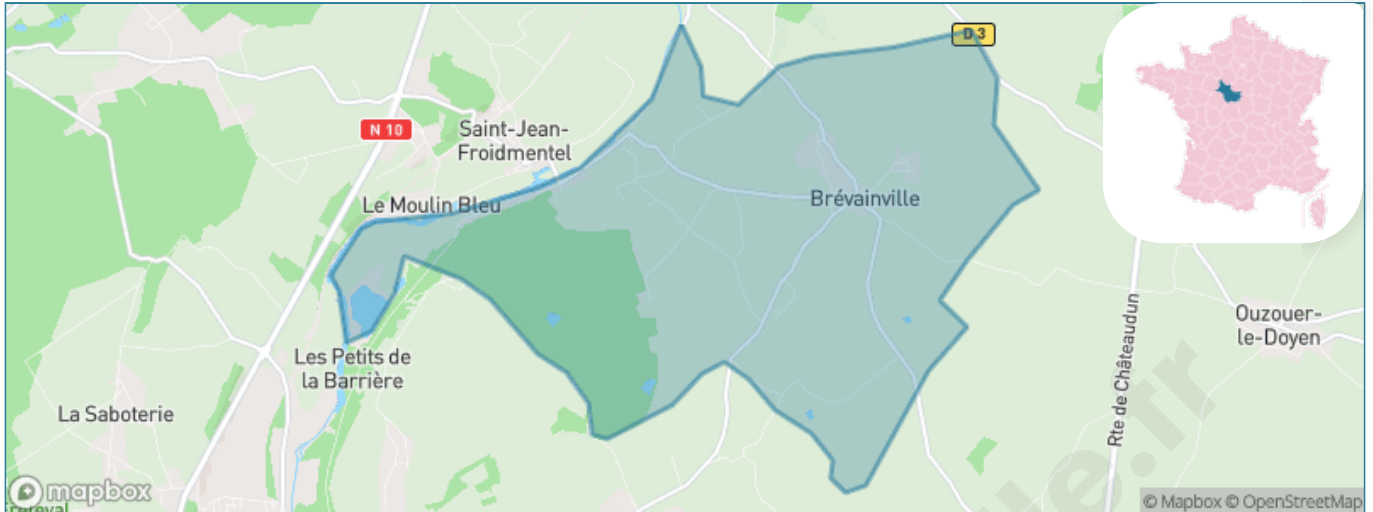 D 3
N 10
Saint-Jean-
Froidmentel
Le Moulin Bleu
Brévainville
Ouzouer-
le-Doyen
Les Petits de
la Barrière
Rte de Châteaudun
La Saboterie
mapbox
© Mapbox © OpenStreetMap